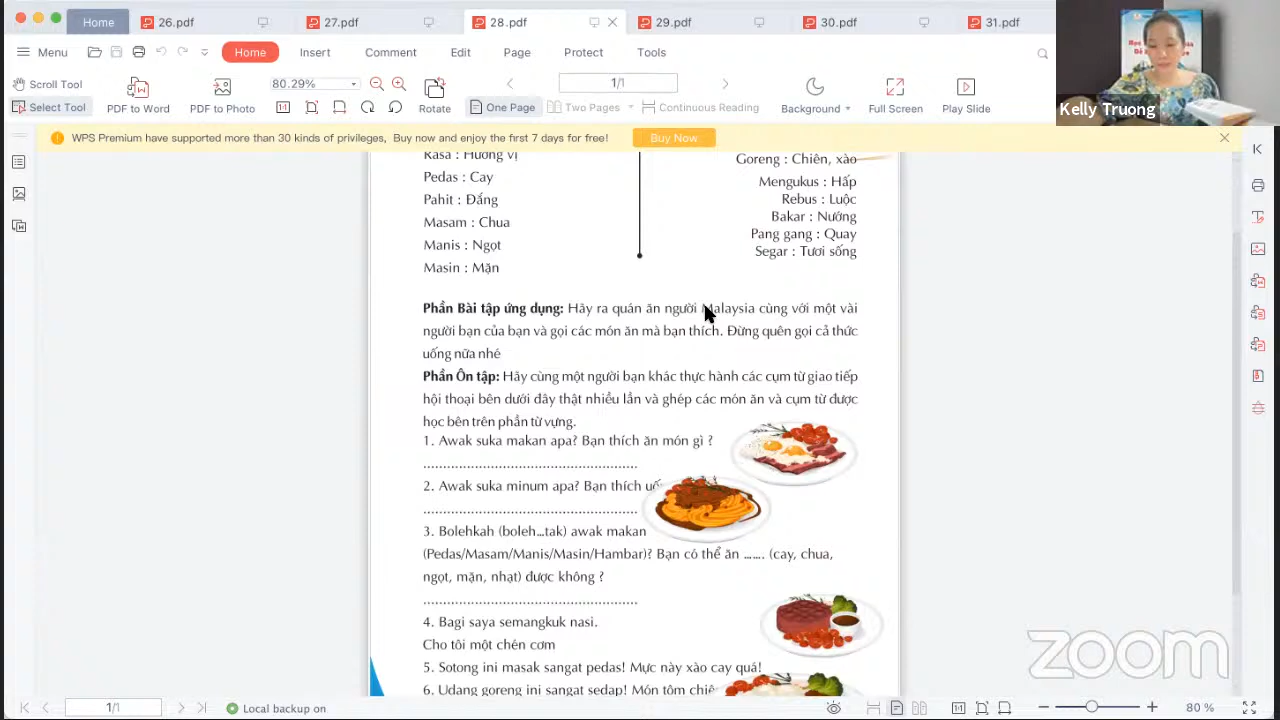 Home 26.pdf 27.pdf 28.pdf 29.pdf 30.pdf 31.pdf
Menu Home Insert Comment Edit Page Protect Tools
Scroll Tool
80.29%
1/1
Select Tool PDF to Word PDF to Photo Rotate One Page Two Pages Continuous Reading Background Full Screen Play Slide
Kelly Truong
WPS Premium have supported more than 30 kinds of privileges, Buy now and enjoy the first 7 days for free! Buy Now
Rasa : Hương vị
Pedas : Cay
Pahit : Đắng
Masam : Chua
Manis : Ngọt
Masin : Mặn
Goreng : Chiên, xào
Mengukus : Hấp
Rebus : Luộc
Bakar : Nướng
Pang gang : Quay
Segar : Tươi sống
Phần Bài tập ứng dụng: Hãy ra quán ăn người Malaysia cùng với một vài
người bạn của bạn và gọi các món ăn mà bạn thích. Đừng quên gọi cả thức
uống nữa nhé
Phần Ôn tập: Hãy cùng một người bạn khác thực hành các cụm từ giao tiếp
hội thoại bên dưới đây thật nhiều lần và ghép các món ăn và cụm từ được
học bên trên phần từ vựng.
1. Awak suka makan apa? Bạn thích ăn món gì ?
......................................................
2. Awak suka minum apa? Bạn thích
......................................................
3. Bolehkah (boleh...tak) awak makan
(Pedas/Masam/Manis/Masin/Hambar)? Bạn có thể ăn ....... (cay, chua,
ngọt, mặn, nhạt) được không ?
......................................................
4. Bagi saya semangkuk nasi.
Cho tôi một chén cơm
5. Sotong ini masak sangat pedas! Mực này xào cay quá!
6. Udang goreng ini sangat sedap! Món tôm
zoom
1/1 Local backup on 80 %